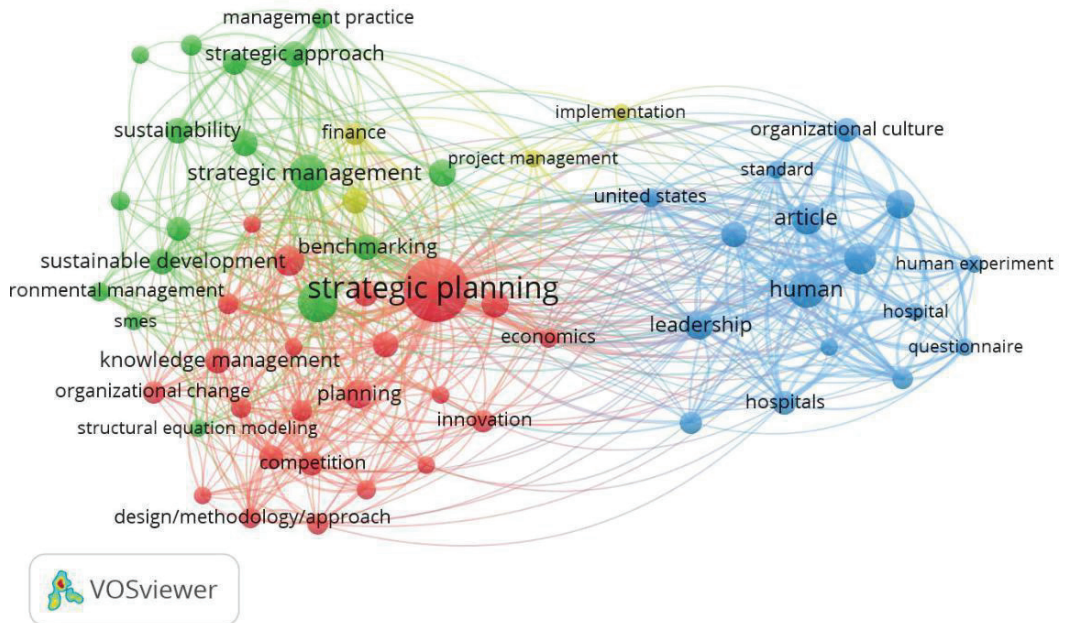 management practice
strategic approach
implementation
sustainability
finance
organizational culture
project management
standard
strategic management
united states
article
benchmarking
sustainable development
human experiment
strategic planning
ronmental management
human
hospital
smes
leadership
economics
questionnaire
knowledge management
organizational change
planning
hospitals
innovation
structural equation modeling
competition
design/methodology/approach
VOSviewer